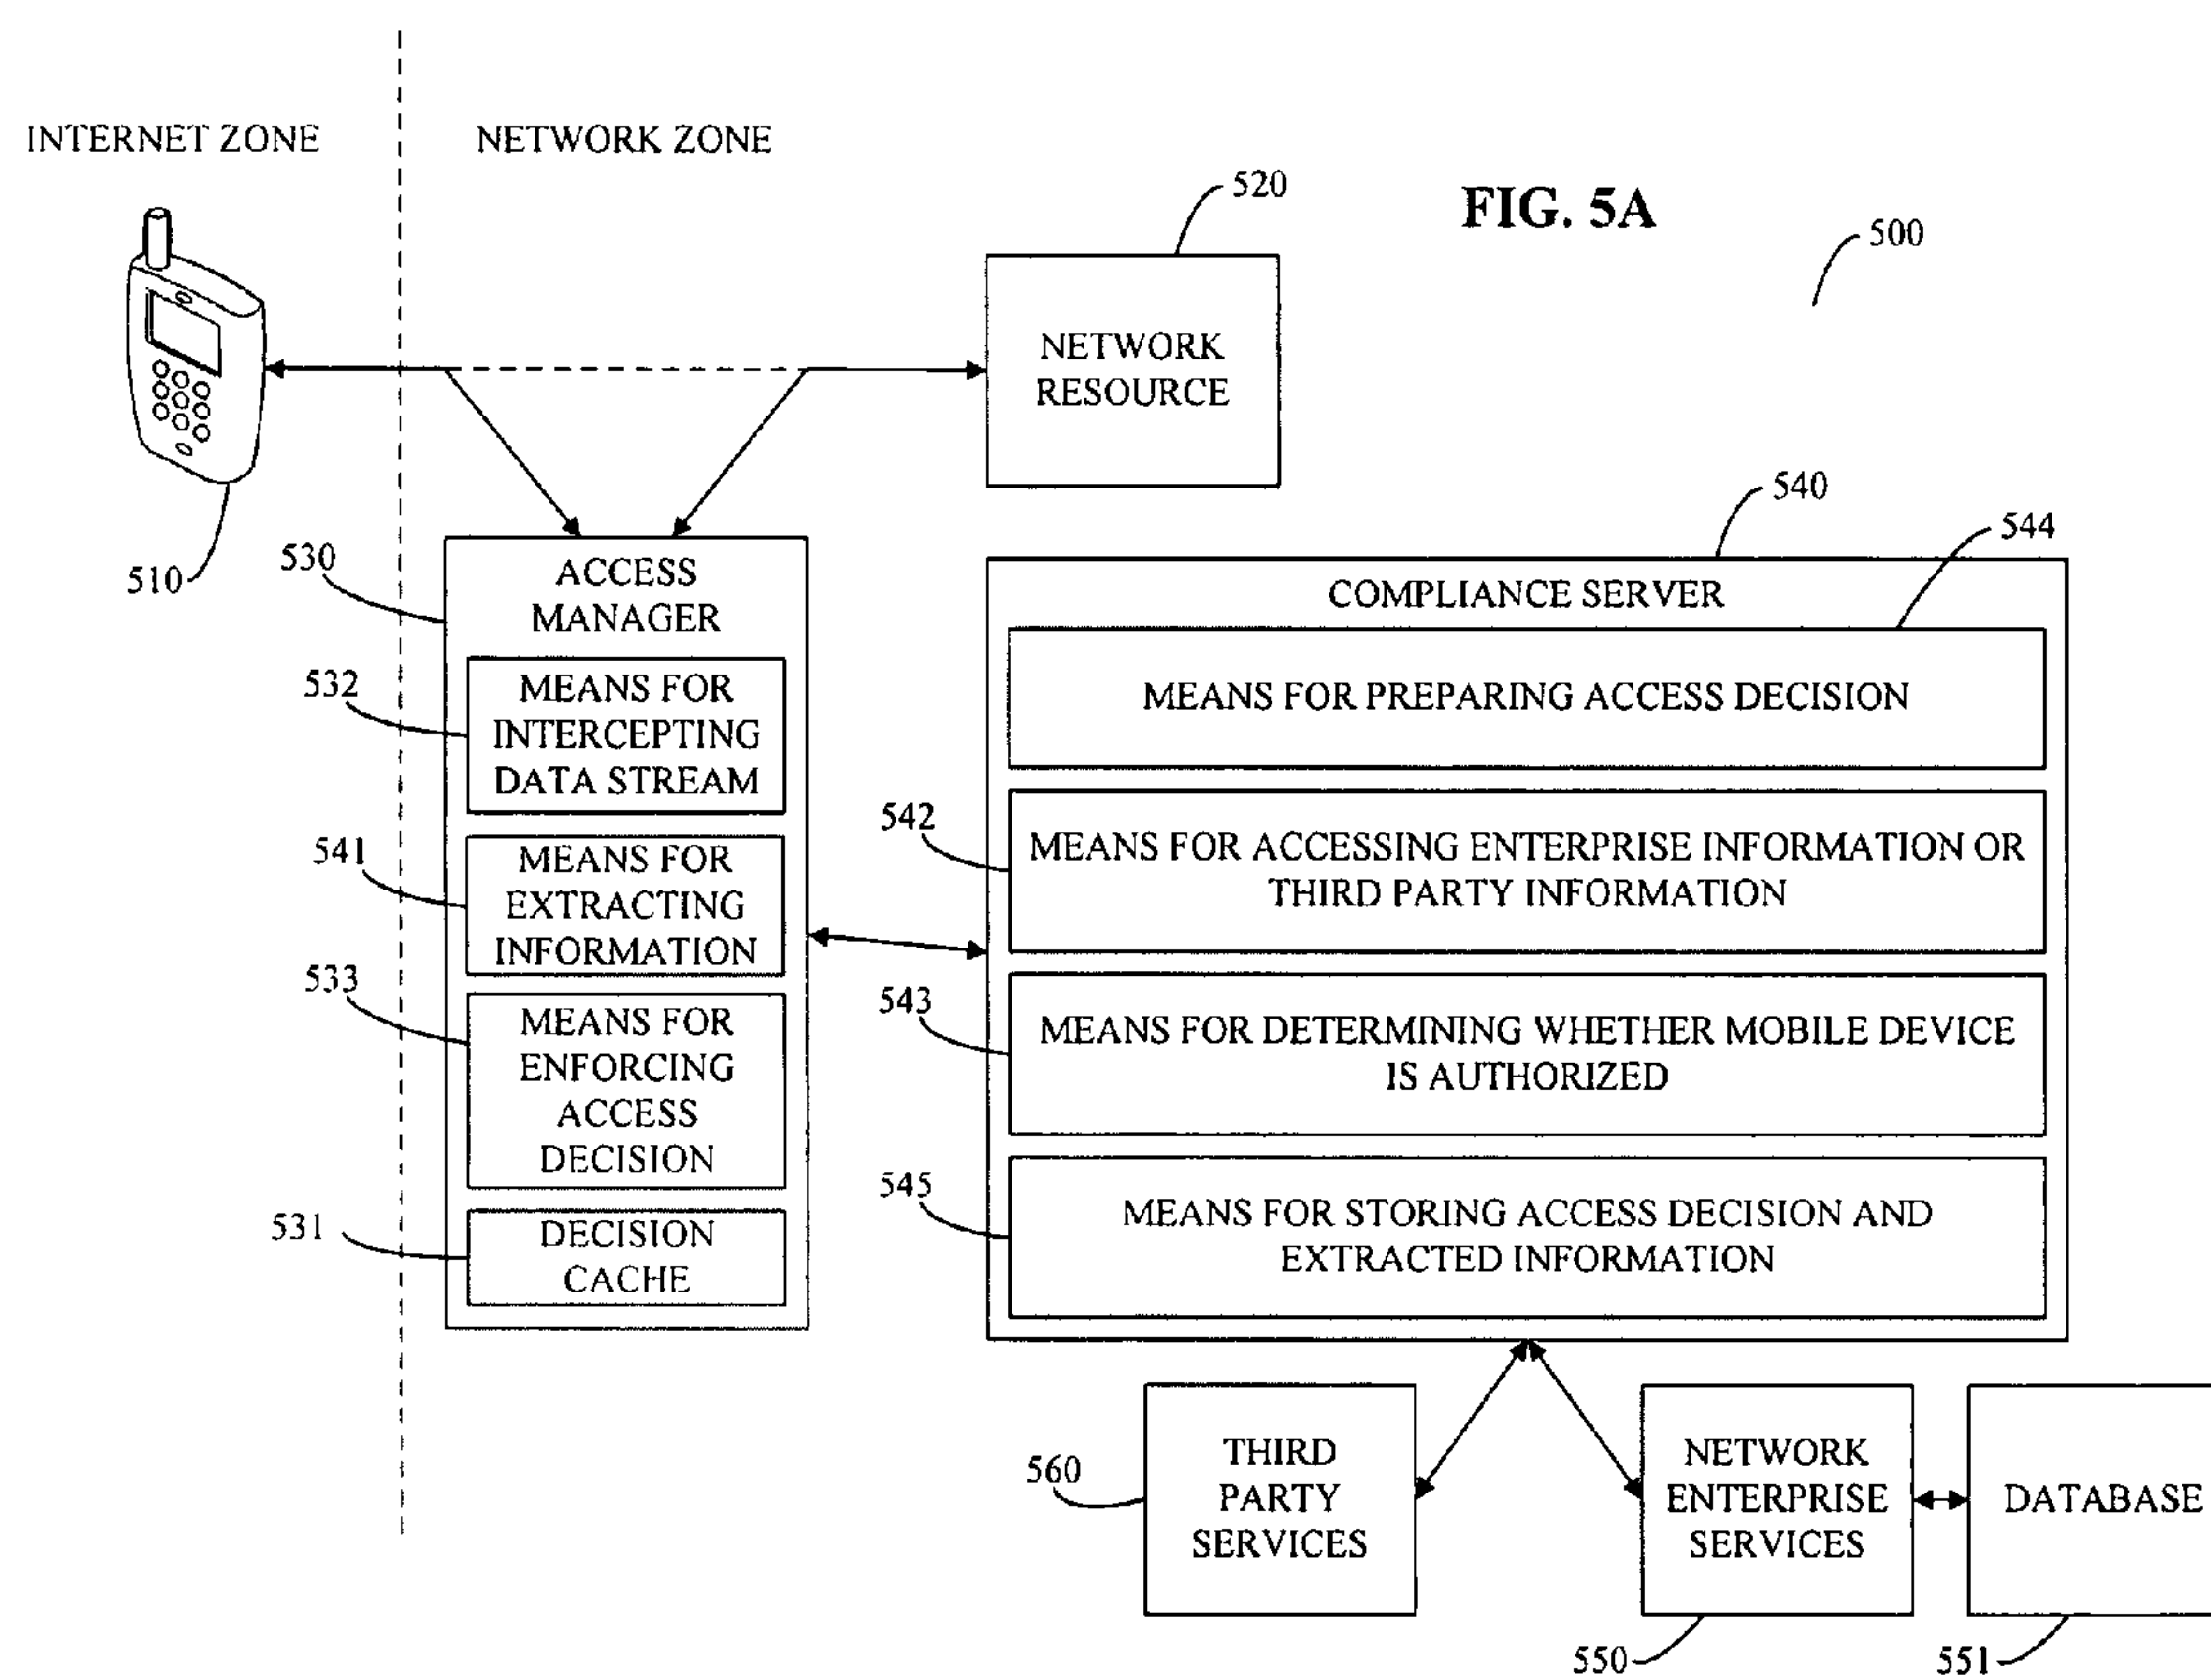 INTERNET ZONE
NETWORK ZONE
FIG. 5A
500
520
NETWORK
RESOURCE
510
530
ACCESS
MANAGER
532
MEANS FOR
INTERCEPTING
DATA STREAM
541
MEANS FOR
EXTRACTING
INFORMATION
533
MEANS FOR
ENFORCING
ACCESS
DECISION
531
DECISION
CACHE
540
544
COMPLIANCE SERVER
MEANS FOR PREPARING ACCESS DECISION
542
MEANS FOR ACCESSING ENTERPRISE INFORMATION OR
THIRD PARTY INFORMATION
543
MEANS FOR DETERMINING WHETHER MOBILE DEVICE
IS AUTHORIZED
545
MEANS FOR STORING ACCESS DECISION AND
EXTRACTED INFORMATION
560
THIRD
PARTY
SERVICES
NETWORK
ENTERPRISE
SERVICES
550
DATABASE
551